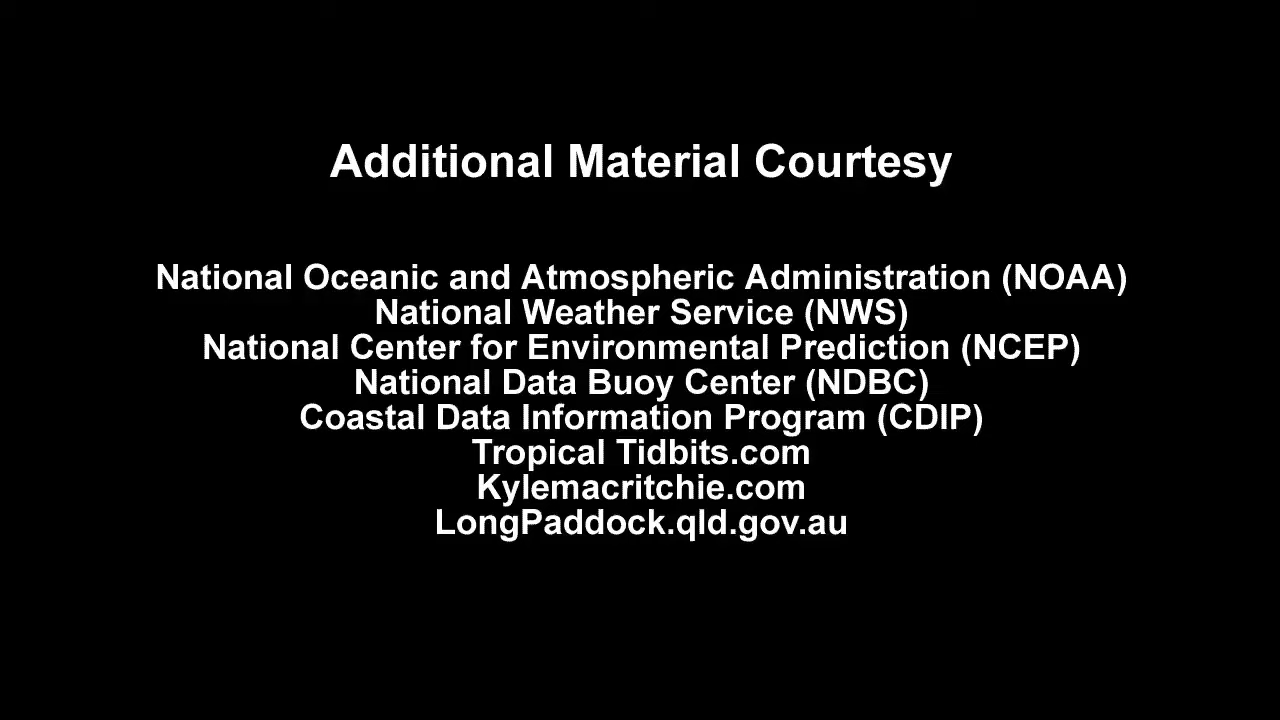 Additional Material Courtesy
National Oceanic and Atmospheric Administration (NOAA)
National Weather Service (NWS)
National Center for Environmental Prediction (NCEP)
National Data Buoy Center (NDBC)
Coastal Data Information Program (CDIP)
Tropical Tidbits.com
Kylemacritchie.com
LongPaddock.qld.gov.au